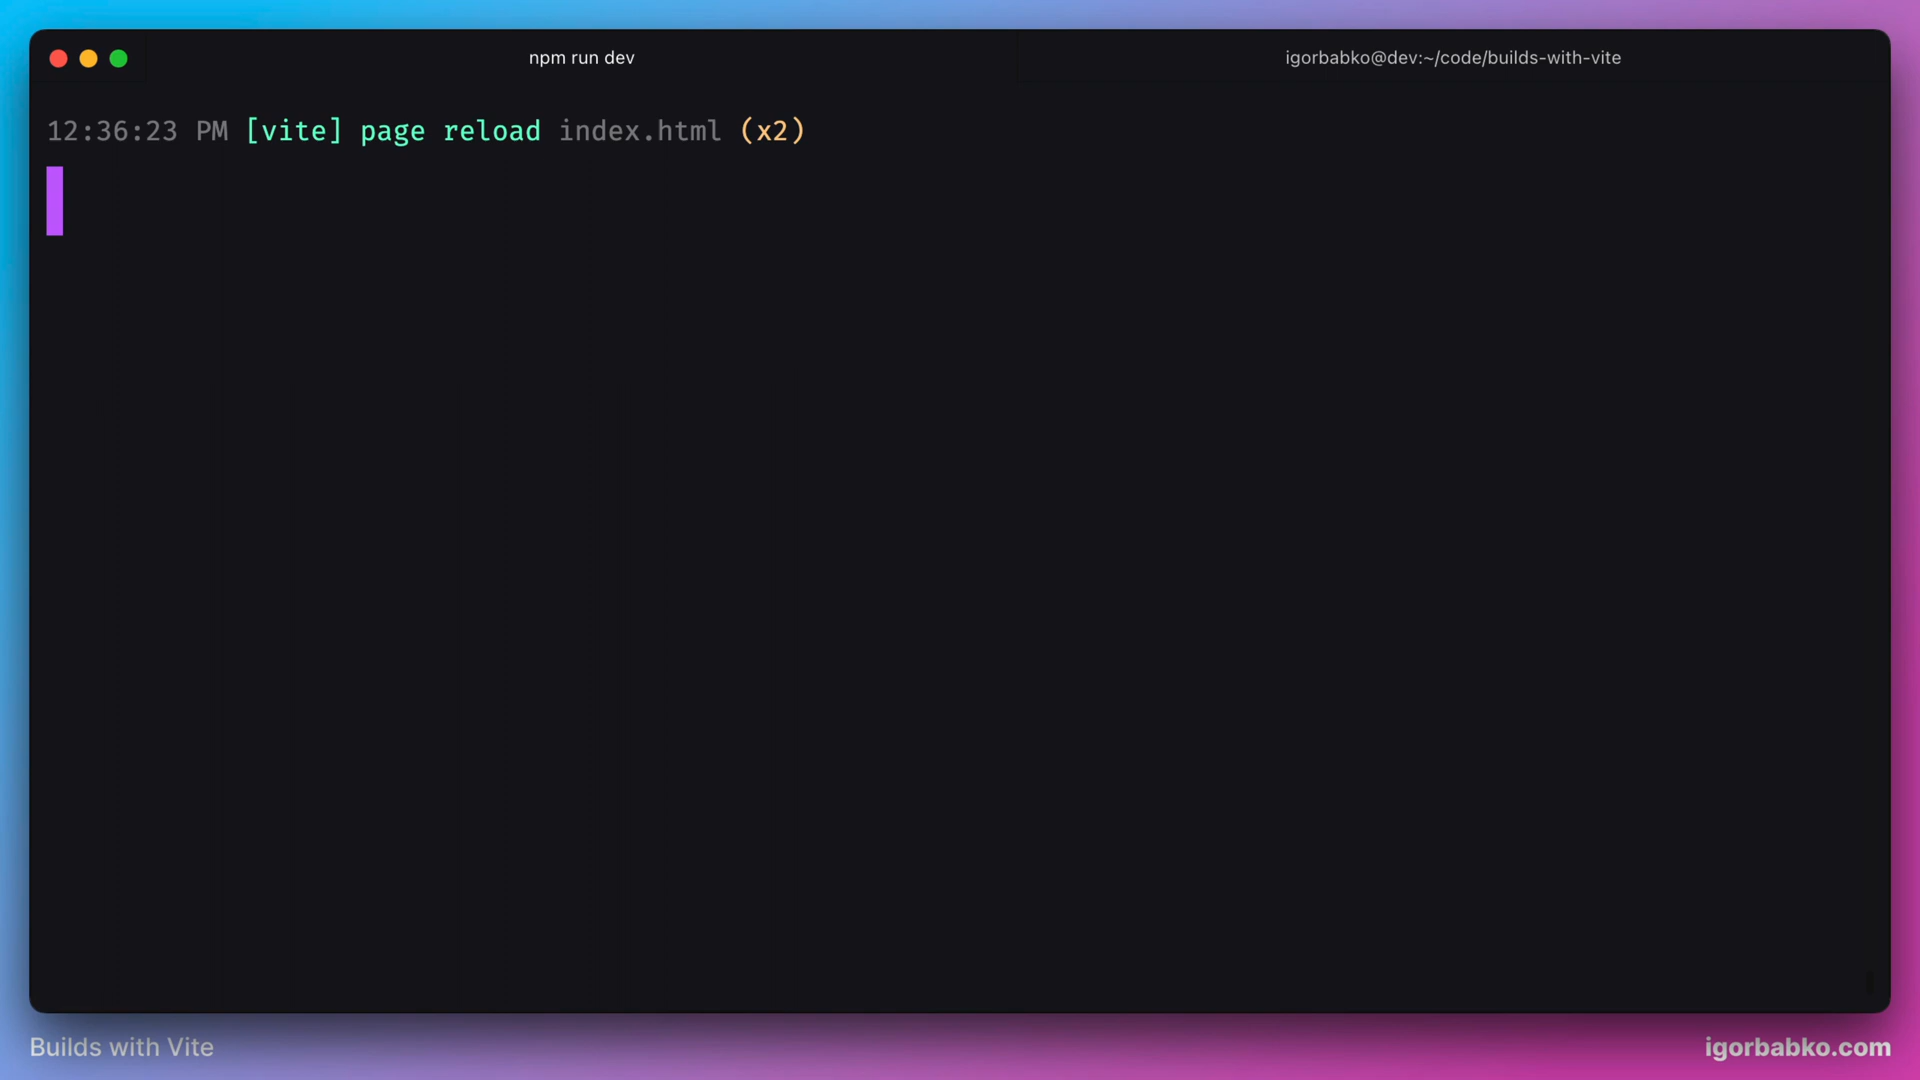 npm run dev
igorbabko@dev:~/code/builds-with-vite
12:36:23 PM [vite] page reload index.html (x2)
Builds with Vite
igorbabko.com